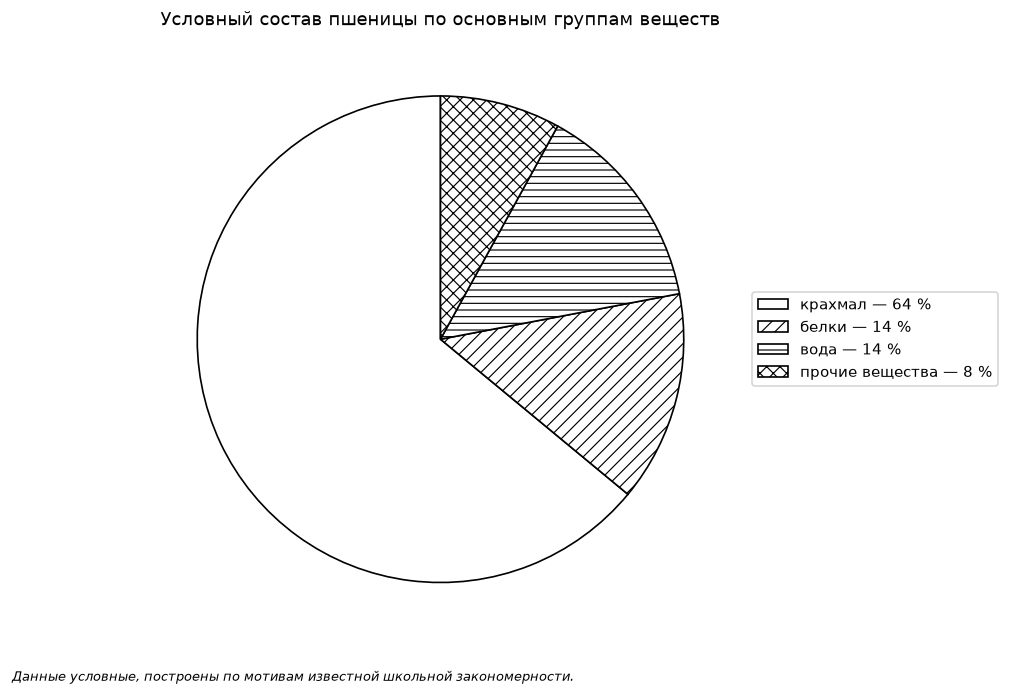 Условный состав пшеницы по основным группам веществ
крахмал — 64 %
белки — 14 %
вода — 14 %
прочие вещества — 8 %
Данные условные, построены по мотивам известной школьной закономерности.